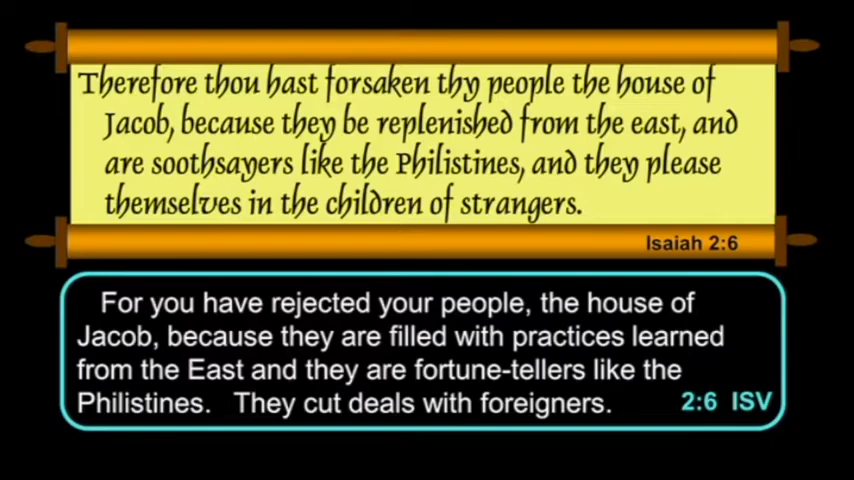 Therefore thou hast forsaken thy people the house of
Jacob, because they be replenished from the east, and
are soothsayers like the Philistines, and they please
themselves in the children of strangers.
Isaiah 2:6
For you have rejected your people, the house of
Jacob, because they are filled with practices learned
from the East and they are fortune-tellers like the
Philistines. They cut deals with foreigners. 2:6 ISV